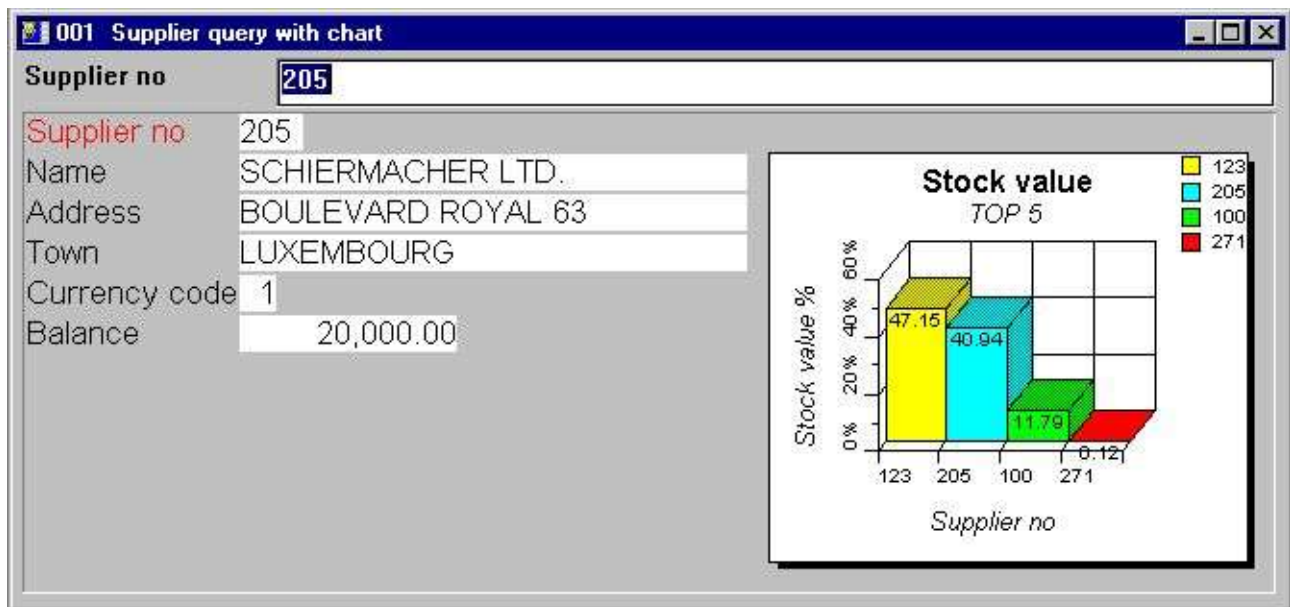 001 Supplier query with chart
Supplier no 205
Supplier no 205
Name SCHIERMACHER LTD.
Address BOULEVARD ROYAL 63
Town LUXEMBOURG
Currency code 1
Balance 20,000.00
Stock value
TOP 5
123
205
100
271
Stock value %
60%
40%
20%
0%
47.15
40.94
11.79
0.12
123 205 100 271
Supplier no